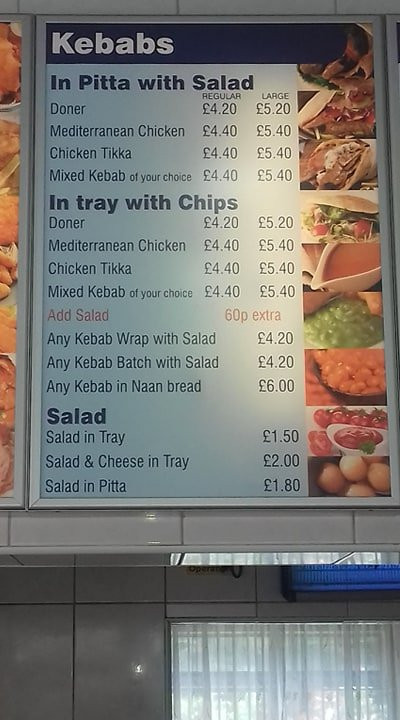 Kebabs
In Pitta with Salad
REGULAR LARGE
Doner £4.20 £5.20
Mediterranean Chicken £4.40 £5.40
Chicken Tikka £4.40 £5.40
Mixed Kebab of your choice £4.40 £5.40
In tray with Chips
Doner £4.20 £5.20
Mediterranean Chicken £4.40 £5.40
Chicken Tikka £4.40 £5.40
Mixed Kebab of your choice £4.40 £5.40
Add Salad 60p extra
Any Kebab Wrap with Salad £4.20
Any Kebab Batch with Salad £4.20
Any Kebab in Naan bread £6.00
Salad
Salad in Tray £1.50
Salad & Cheese in Tray £2.00
Salad in Pitta £1.80